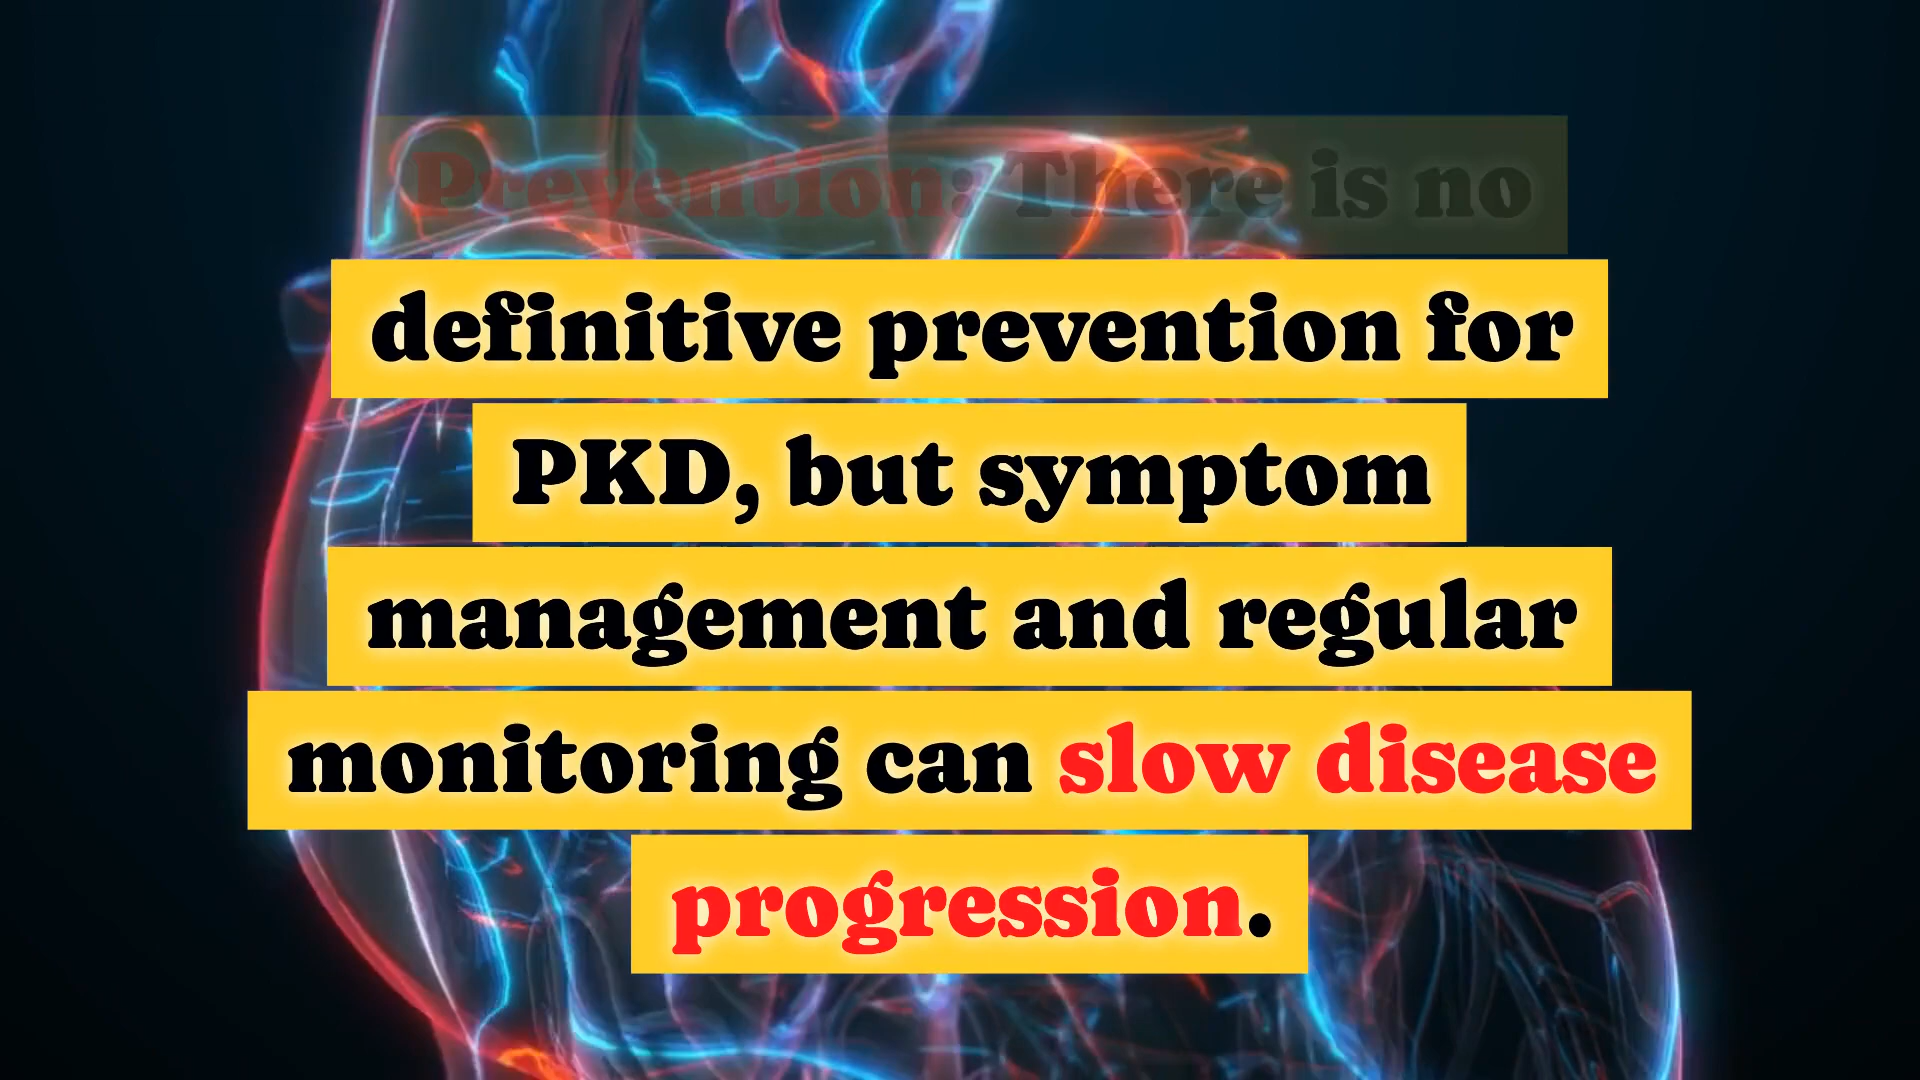 Prevention: There is no
definitive prevention for
PKD, but symptom
management and regular
monitoring can slow disease
progression.